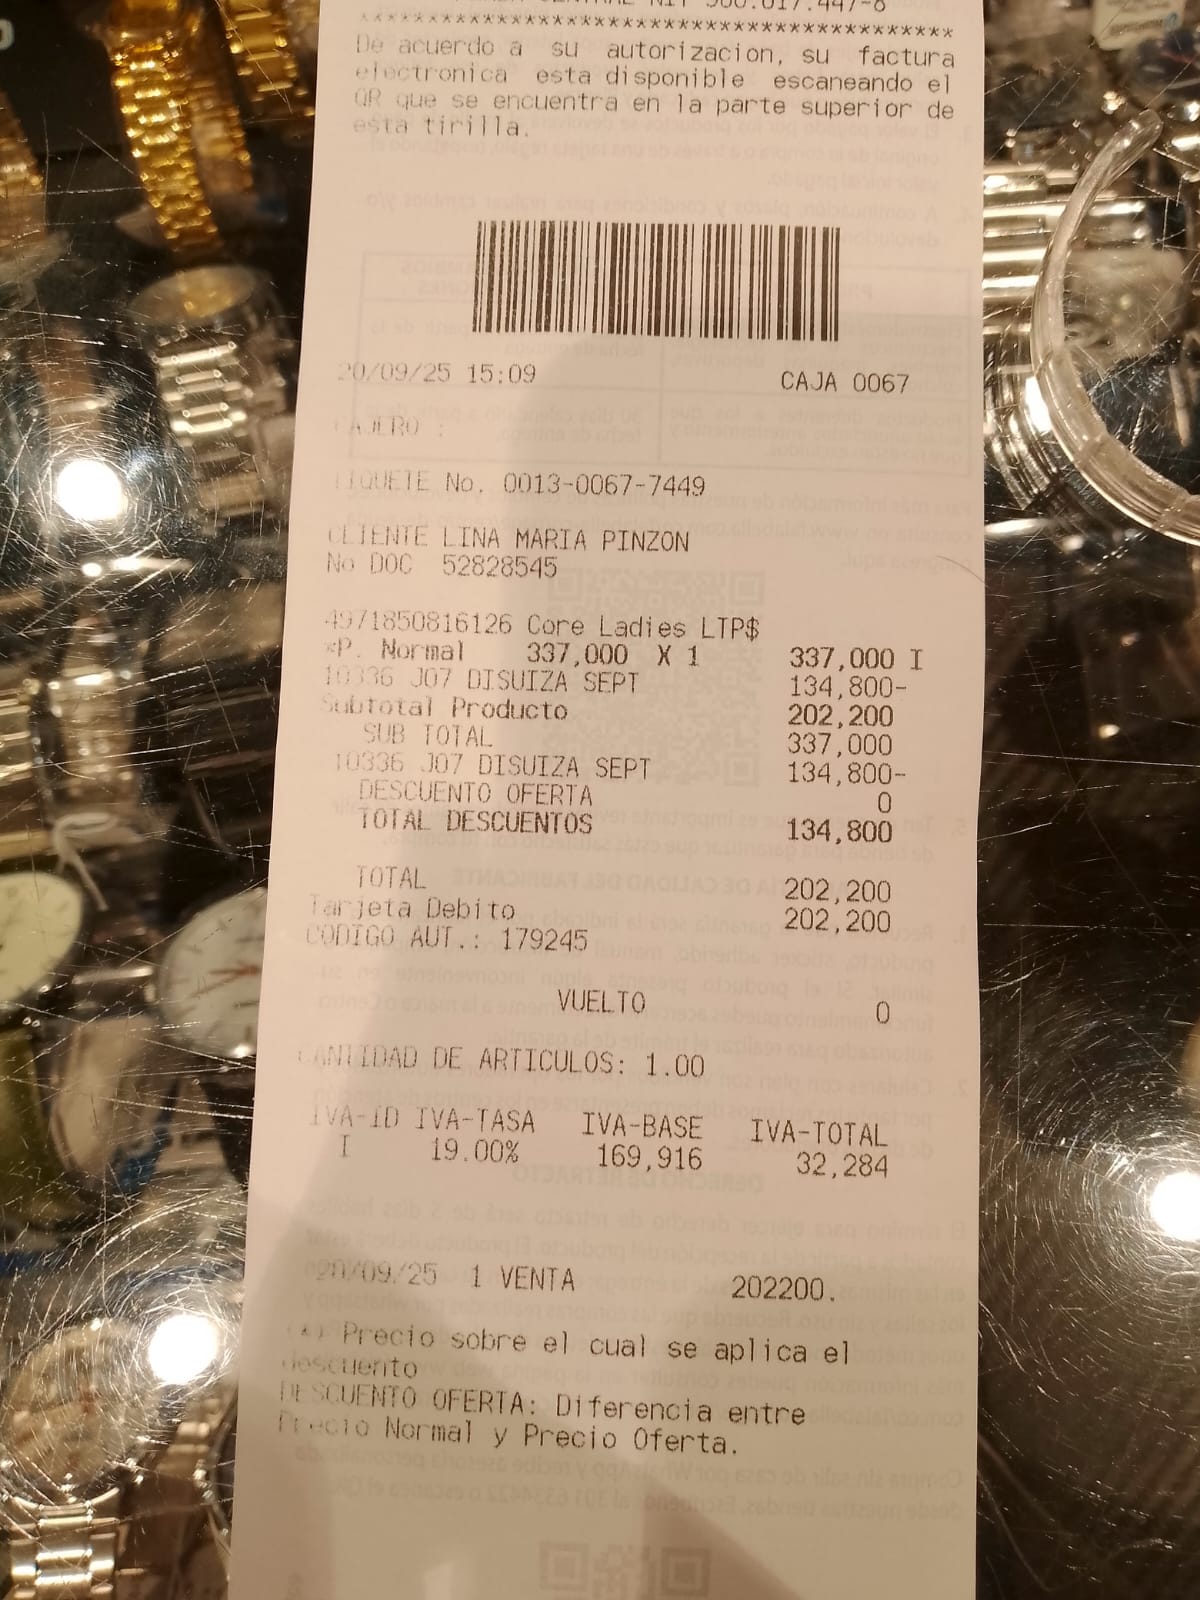 *****************************************
De acuerdo a su autorizacion, su factura
electronica esta disponible escaneando el
QR que se encuentra en la parte superior de
esta tirilla.
20/09/25 15:09 CAJA 0067
CAJERO :
TIQUETE No. 0013-0067-7449
CLIENTE LINA MARIA PINZON
No DOC 52828545
4971850816126 Core Ladies LTP$
*P. Normal 337,000 X 1 337,000 I
10336 J07 DISUIZA SEPT 134,800-
Subtotal Producto 202,200
SUB TOTAL 337,000
10336 J07 DISUIZA SEPT 134,800-
DESCUENTO OFERTA 0
TOTAL DESCUENTOS 134,800
TOTAL 202,200
Tarjeta Debito 202,200
CODIGO AUT.: 179245
VUELTO 0
CANTIDAD DE ARTICULOS: 1.00
IVA-ID IVA-TASA IVA-BASE IVA-TOTAL
I 19.00% 169,916 32,284
20/09/25 1 VENTA 202200.
(*) Precio sobre el cual se aplica el
descuento
DESCUENTO OFERTA: Diferencia entre
Precio Normal y Precio Oferta.